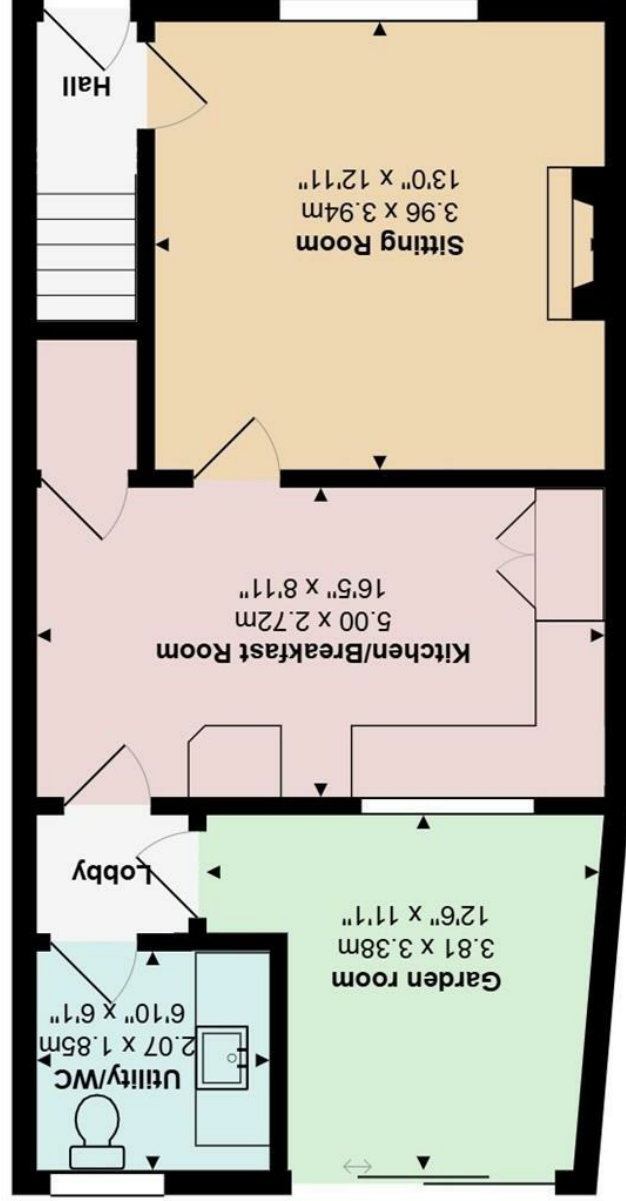 Utility/WC
2.07 x 1.85m
6'10" x 6'1"
Garden room
3.81 x 3.38m
12'6" x 11'1"
Lobby
Kitchen/Breakfast Room
5.00 x 2.72m
16'5" x 8'11"
Sitting Room
3.96 x 3.94m
13'0" x 12'11"
Hall